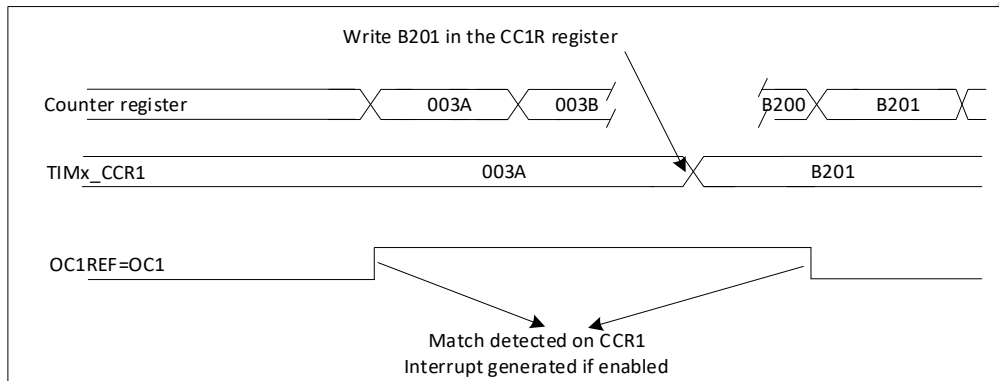 Write B201 in the CC1R register
Counter register 003A 003B B200 B201
TIMx_CCR1 003A B201
OC1REF=OC1
Match detected on CCR1
Interrupt generated if enabled